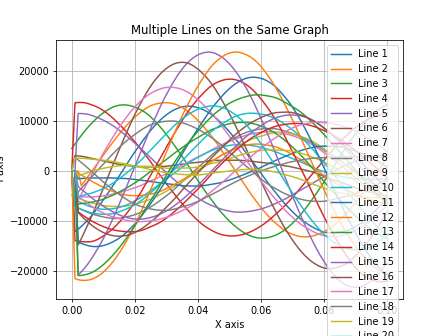 Multiple Lines on the Same Graph
20000
10000
0
−10000
−20000
0.00
0.02
0.04
0.06
X axis
Line 1
Line 2
Line 3
Line 4
Line 5
Line 6
Line 7
Line 8
Line 9
Line 10
Line 11
Line 12
Line 13
Line 14
Line 15
Line 16
Line 17
Line 18
Line 19